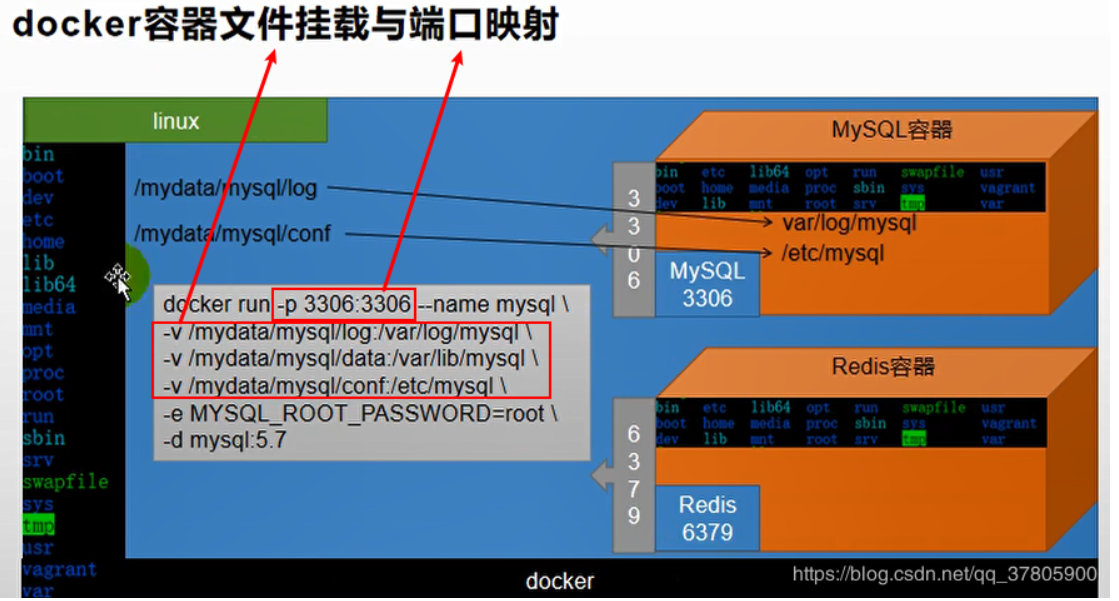 docker容器文件挂载与端口映射
linux
bin
boot
dev
etc
home
lib
lib64
media
mnt
opt
proc
root
run
sbin
srv
swapfile
sys
tmp
usr
vagrant
var
/mydata/mysql/log
/mydata/mysql/conf
docker run -p 3306:3306 --name mysql \
-v /mydata/mysql/log:/var/log/mysql \
-v /mydata/mysql/data:/var/lib/mysql \
-v /mydata/mysql/conf:/etc/mysql \
-e MYSQL_ROOT_PASSWORD=root \
-d mysql:5.7
MySQL容器
bin etc lib64 opt run swapfile usr
boot home media proc sbin sys vagrant
dev lib mnt root srv tmp var
var/log/mysql
/etc/mysql
3
3
0
6
MySQL
3306
Redis容器
bin etc lib64 opt run swapfile usr
boot home media proc sbin sys vagrant
dev lib mnt root srv tmp var
6
3
7
9
Redis
6379
docker
https://blog.csdn.net/qq_37805900